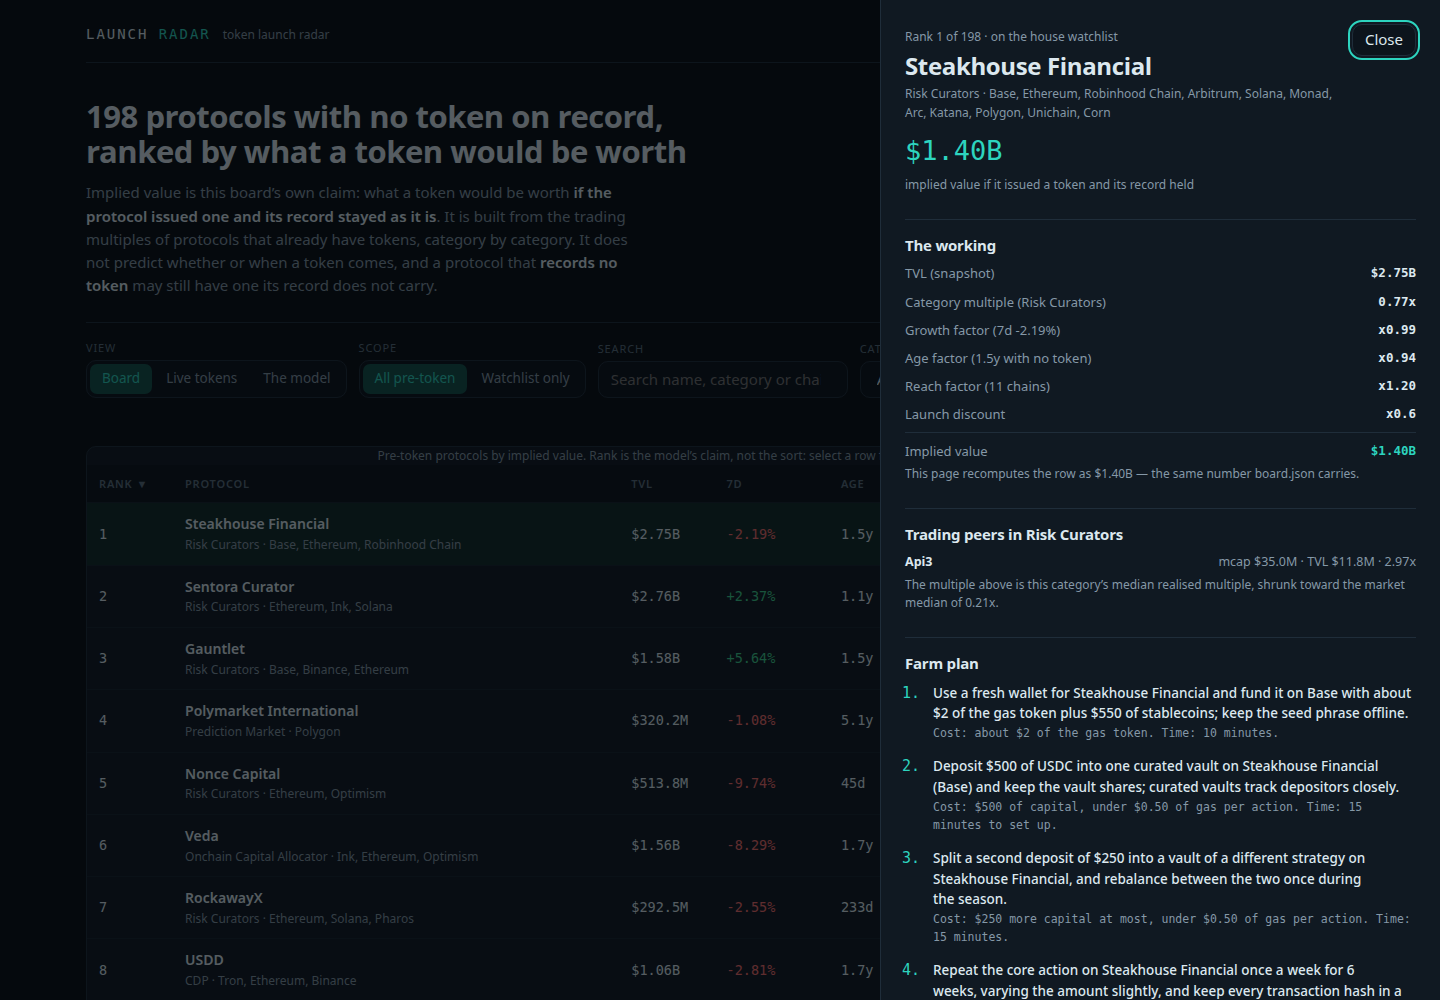 LAUNCH RADAR token launch radar
198 protocols with no token on record,
ranked by what a token would be worth
Implied value is this board's own claim: what a token would be worth if the
protocol issued one and its record stayed as it is. It is built from the trading
multiples of protocols that already have tokens, category by category. It does
not predict whether or when a token comes, and a protocol that records no
token may still have one its record does not carry.
VIEW SCOPE SEARCH CAT
Board Live tokens The model All pre-token Watchlist only Search name, category or cha A
Pre-token protocols by implied value. Rank is the model's claim, not the sort: select a row
RANK ▼ PROTOCOL TVL 7D AGE
1 Steakhouse Financial $2.75B -2.19% 1.5y
Risk Curators · Base, Ethereum, Robinhood Chain
2 Sentora Curator $2.76B +2.37% 1.1y
Risk Curators · Ethereum, Ink, Solana
3 Gauntlet $1.58B +5.64% 1.5y
Risk Curators · Base, Binance, Ethereum
4 Polymarket International $320.2M -1.08% 5.1y
Prediction Market · Polygon
5 Nonce Capital $513.8M -9.74% 45d
Risk Curators · Ethereum, Optimism
6 Veda $1.56B -8.29% 1.7y
Onchain Capital Allocator · Ink, Ethereum, Optimism
7 RockawayX $292.5M -2.55% 233d
Risk Curators · Ethereum, Solana, Pharos
8 USDD $1.06B -2.81% 1.7y
CDP · Tron, Ethereum, Binance
Rank 1 of 198 · on the house watchlist
Close
Steakhouse Financial
Risk Curators · Base, Ethereum, Robinhood Chain, Arbitrum, Solana, Monad,
Arc, Katana, Polygon, Unichain, Corn
$1.40B
implied value if it issued a token and its record held
The working
TVL (snapshot) $2.75B
Category multiple (Risk Curators) 0.77x
Growth factor (7d -2.19%) x0.99
Age factor (1.5y with no token) x0.94
Reach factor (11 chains) x1.20
Launch discount x0.6
Implied value $1.40B
This page recomputes the row as $1.40B — the same number board.json carries.
Trading peers in Risk Curators
Api3 mcap $35.0M · TVL $11.8M · 2.97x
The multiple above is this category's median realised multiple, shrunk toward the market
median of 0.21x.
Farm plan
1. Use a fresh wallet for Steakhouse Financial and fund it on Base with about
$2 of the gas token plus $550 of stablecoins; keep the seed phrase offline.
Cost: about $2 of the gas token. Time: 10 minutes.
2. Deposit $500 of USDC into one curated vault on Steakhouse Financial
(Base) and keep the vault shares; curated vaults track depositors closely.
Cost: $500 of capital, under $0.50 of gas per action. Time: 15
minutes to set up.
3. Split a second deposit of $250 into a vault of a different strategy on
Steakhouse Financial, and rebalance between the two once during
the season.
Cost: $250 more capital at most, under $0.50 of gas per action. Time:
15 minutes.
4. Repeat the core action on Steakhouse Financial once a week for 6
weeks, varying the amount slightly, and keep every transaction hash in a